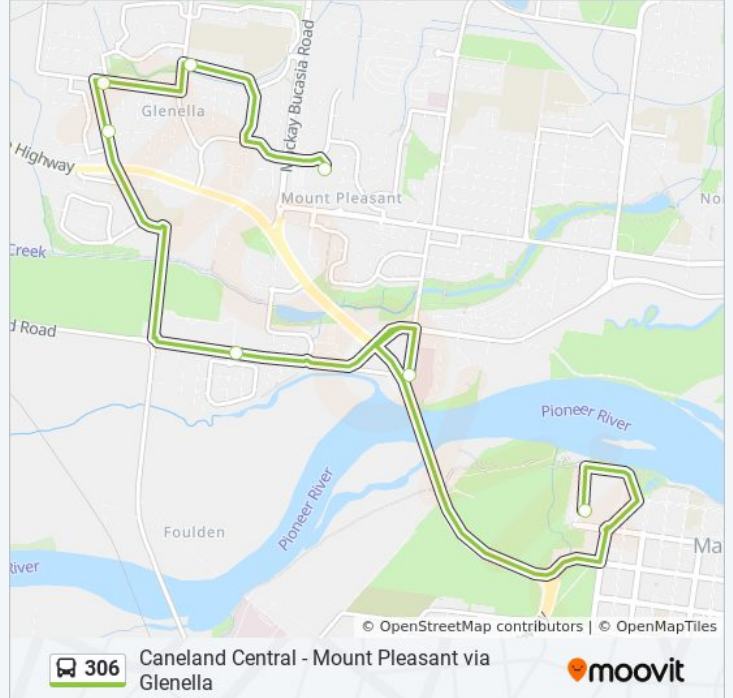 Mackay Bucasia Road
Glenella
Highway
Mount Pleasant
No
Creek
d Road
Pioneer River
Pioneer River
Foulden
Ma
River
© OpenStreetMap contributors | © OpenMapTiles
306
Caneland Central - Mount Pleasant via
Glenella
moovit